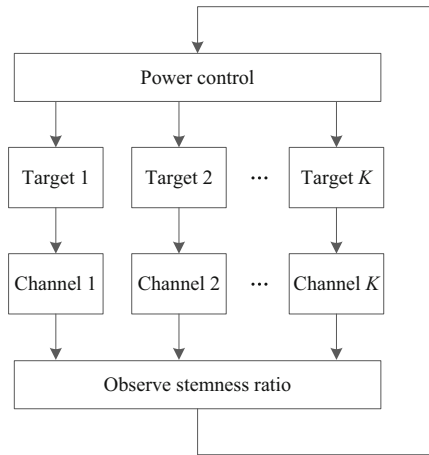 Power control
Target 1 Target 2 ... Target K
Channel 1 Channel 2 ... Channel K
Observe stemness ratio